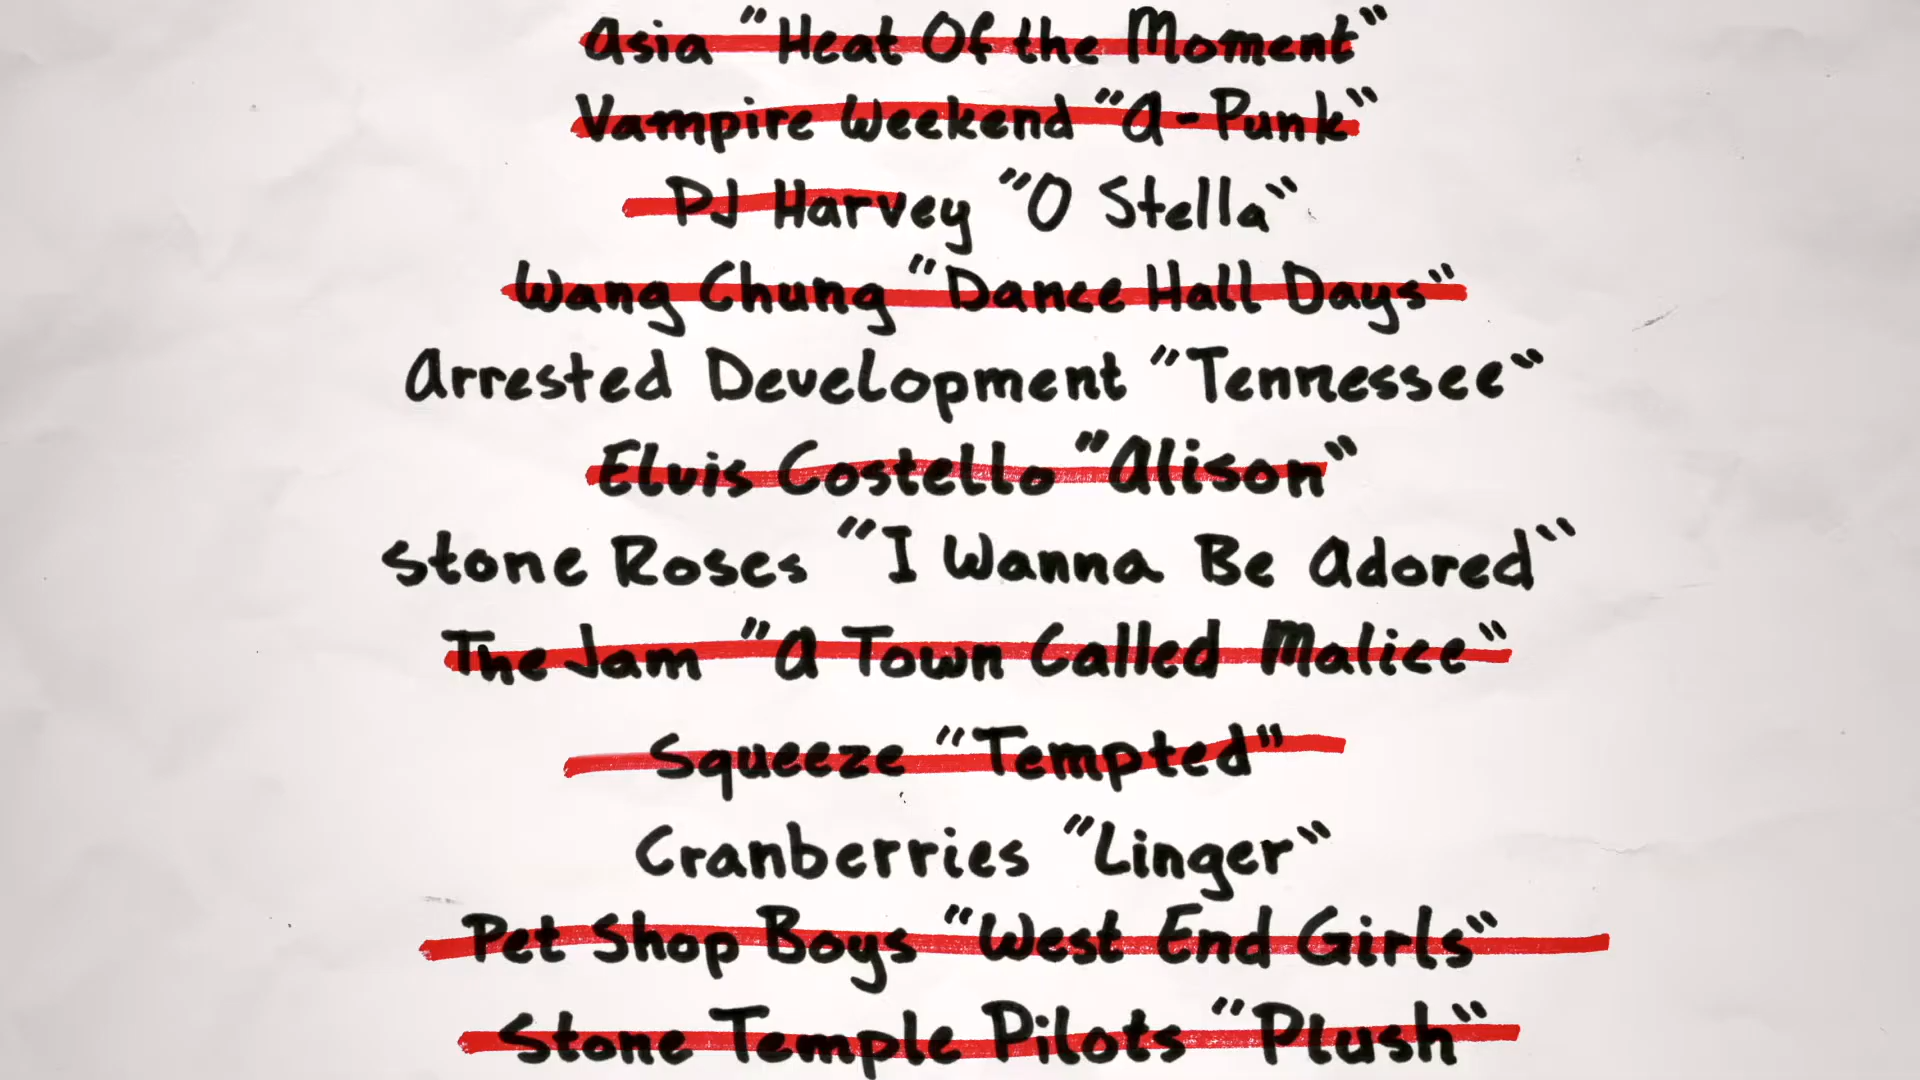 Asia "Heat Of the Moment"
Vampire Weekend "A-Punk"
PJ Harvey "O Stella"
Wang Chung "Dance Hall Days"
Arrested Development "Tennessee"
Elvis Costello "Alison"
Stone Roses "I Wanna Be Adored"
The Jam "A Town Called Malice"
Squeeze "Tempted"
Cranberries "Linger"
Pet Shop Boys "West End Girls"
Stone Temple Pilots "Plush"